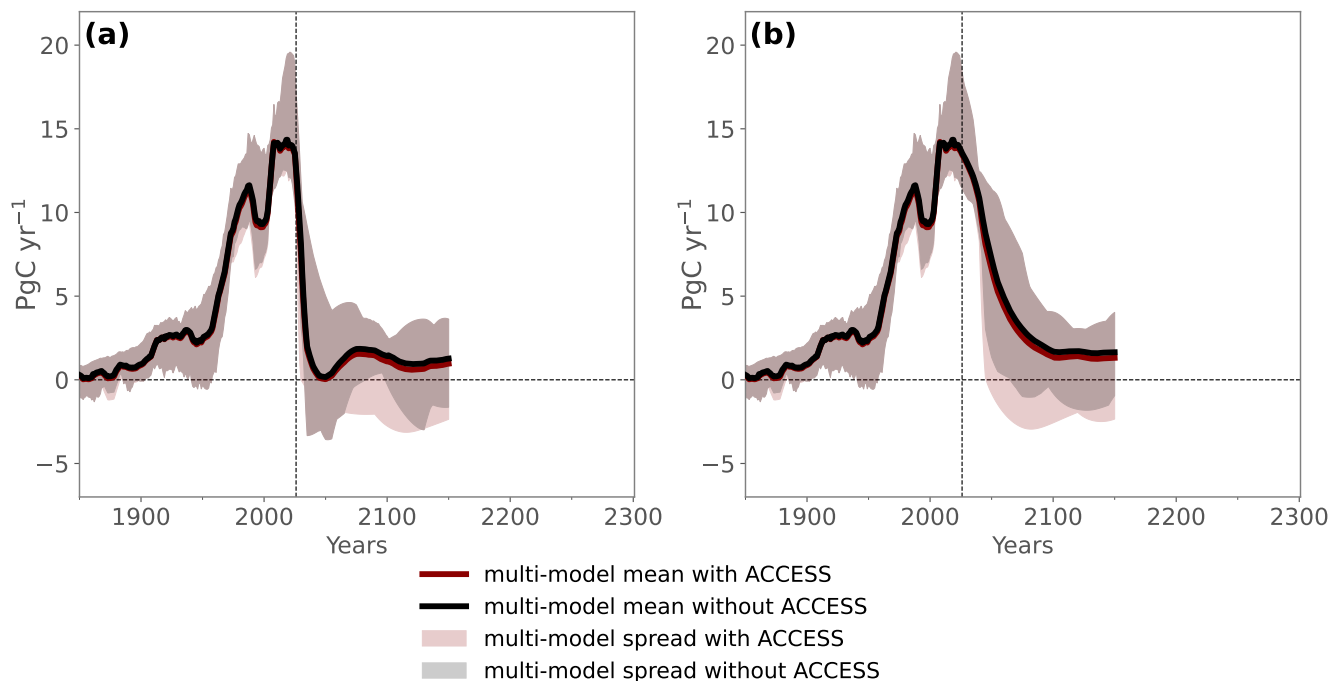 (a)
20
15
10
5
0
−5
PgC yr⁻¹
1900 2000 2100 2200 2300
Years
(b)
20
15
10
5
0
−5
PgC yr⁻¹
1900 2000 2100 2200 2300
Years
multi-model mean with ACCESS
multi-model mean without ACCESS
multi-model spread with ACCESS
multi-model spread without ACCESS